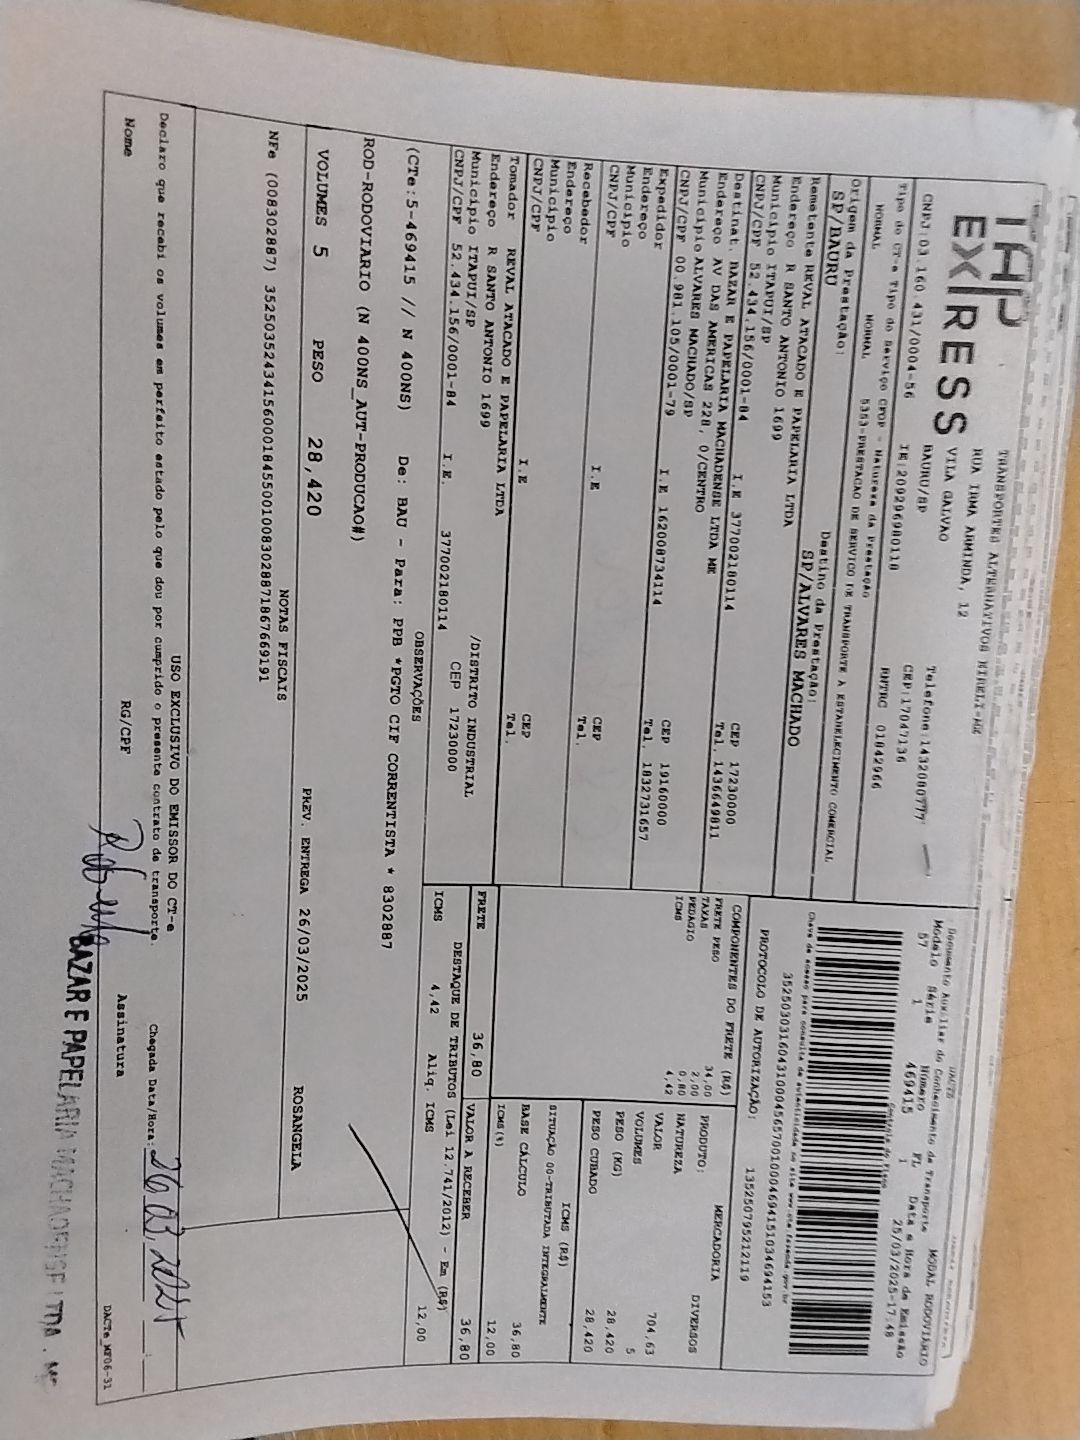 TAP
EXPRESS
TRANSPORTES ALTERNATIVOS EIRELI-ME
RUA IRMA ARMINDA, 12
VILA GALVAO
BAURU/SP
Telefone:1432080777
CEP:17047136
CNPJ:03.160.431/0004-56
IE:209296980118
RNTRC 01842966
Tipo do CT-e Tipo do Serviço CFOP - Natureza da Prestação
NORMAL NORMAL 5353-PRESTACAO DE SERVICO DE TRANSPORTE A ESTABELECIMENTO COMERCIAL
Origem da Prestação: Destino da Prestação:
SP/BAURU SP/ALVARES MACHADO
DACTE
Documento Auxiliar do Conhecimento de Transporte
MODAL RODOVIÁRIO
Modelo Série Número FL Data e Hora de Emissão
57 1 469415 1 25/03/2025-17:48
Controle do Fisco
Chave de acesso para consulta de autenticidade no site www.cte.fazenda.gov.br
PROTOCOLO DE AUTORIZAÇÃO: 135250795212119
Remetente REVAL ATACADO E PAPELARIA LTDA
Endereço R SANTO ANTONIO 1699
Município ITAPUI/SP CEP 17230000
CNPJ/CPF 52.434.156/0001-84 I.E 377002180114 Tel. 1436649811
Destinat. BAZAR E PAPELARIA MACHADENSE LTDA ME
Endereço AV DAS AMERICAS 228, 0/CENTRO
Município ALVARES MACHADO/SP CEP 19160000
CNPJ/CPF 00.981.105/0001-79 I.E 162008734114 Tel. 1832731657
Expedidor
Endereço
Município CEP
CNPJ/CPF I.E Tel.
Recebedor
Endereço
Município CEP
CNPJ/CPF I.E Tel.
Tomador REVAL ATACADO E PAPELARIA LTDA
Endereço R SANTO ANTONIO 1699 /DISTRITO INDUSTRIAL
Município ITAPUI/SP CEP 17230000
CNPJ/CPF 52.434.156/0001-84 I.E. 377002180114
COMPONENTES DO FRETE (R$)
FRETE PESO 34,00
TAXAS 2,00
PEDAGIO 0,80
ICMS 4,42
PRODUTO: MERCADORIA
NATUREZA DIVERSOS
VALOR 704,63
VOLUMES 5
PESO (KG) 28,420
PESO CUBADO 28,420
ICMS (R$)
SITUAÇÃO 00-TRIBUTADA INTEGRALMENTE
BASE CÁLCULO 36,80
ICMS(%) 12,00
FRETE 36,80 VALOR A RECEBER 36,80
DESTAQUE DE TRIBUTOS (Lei 12.741/2012) - Em (R$)
ICMS 4,42 Aliq. ICMS 12,00
OBSERVAÇÕES
(CTe:5-469415 // N 400NS) De: BAU - Para: PPB *PGTO CIF CORRENTISTA * 8302887
ROD-RODOVIARIO (N 400NS_AUT-PRODUCAO#)
VOLUMES 5 PESO 28,420 PREV. ENTREGA 26/03/2025 ROSANGELA
NOTAS FISCAIS
USO EXCLUSIVO DO EMISSOR DO CT-e
Declaro que recebi os volumes em perfeito estado pelo que dou por cumprido o presente contrato de transporte. Chegada Data/Hora: 26 03, 2025
Nome RG/CPF Assinatura
DACTe_MF06-31
BAZAR E PAPELARIA MACHADENSE LTDA. ME